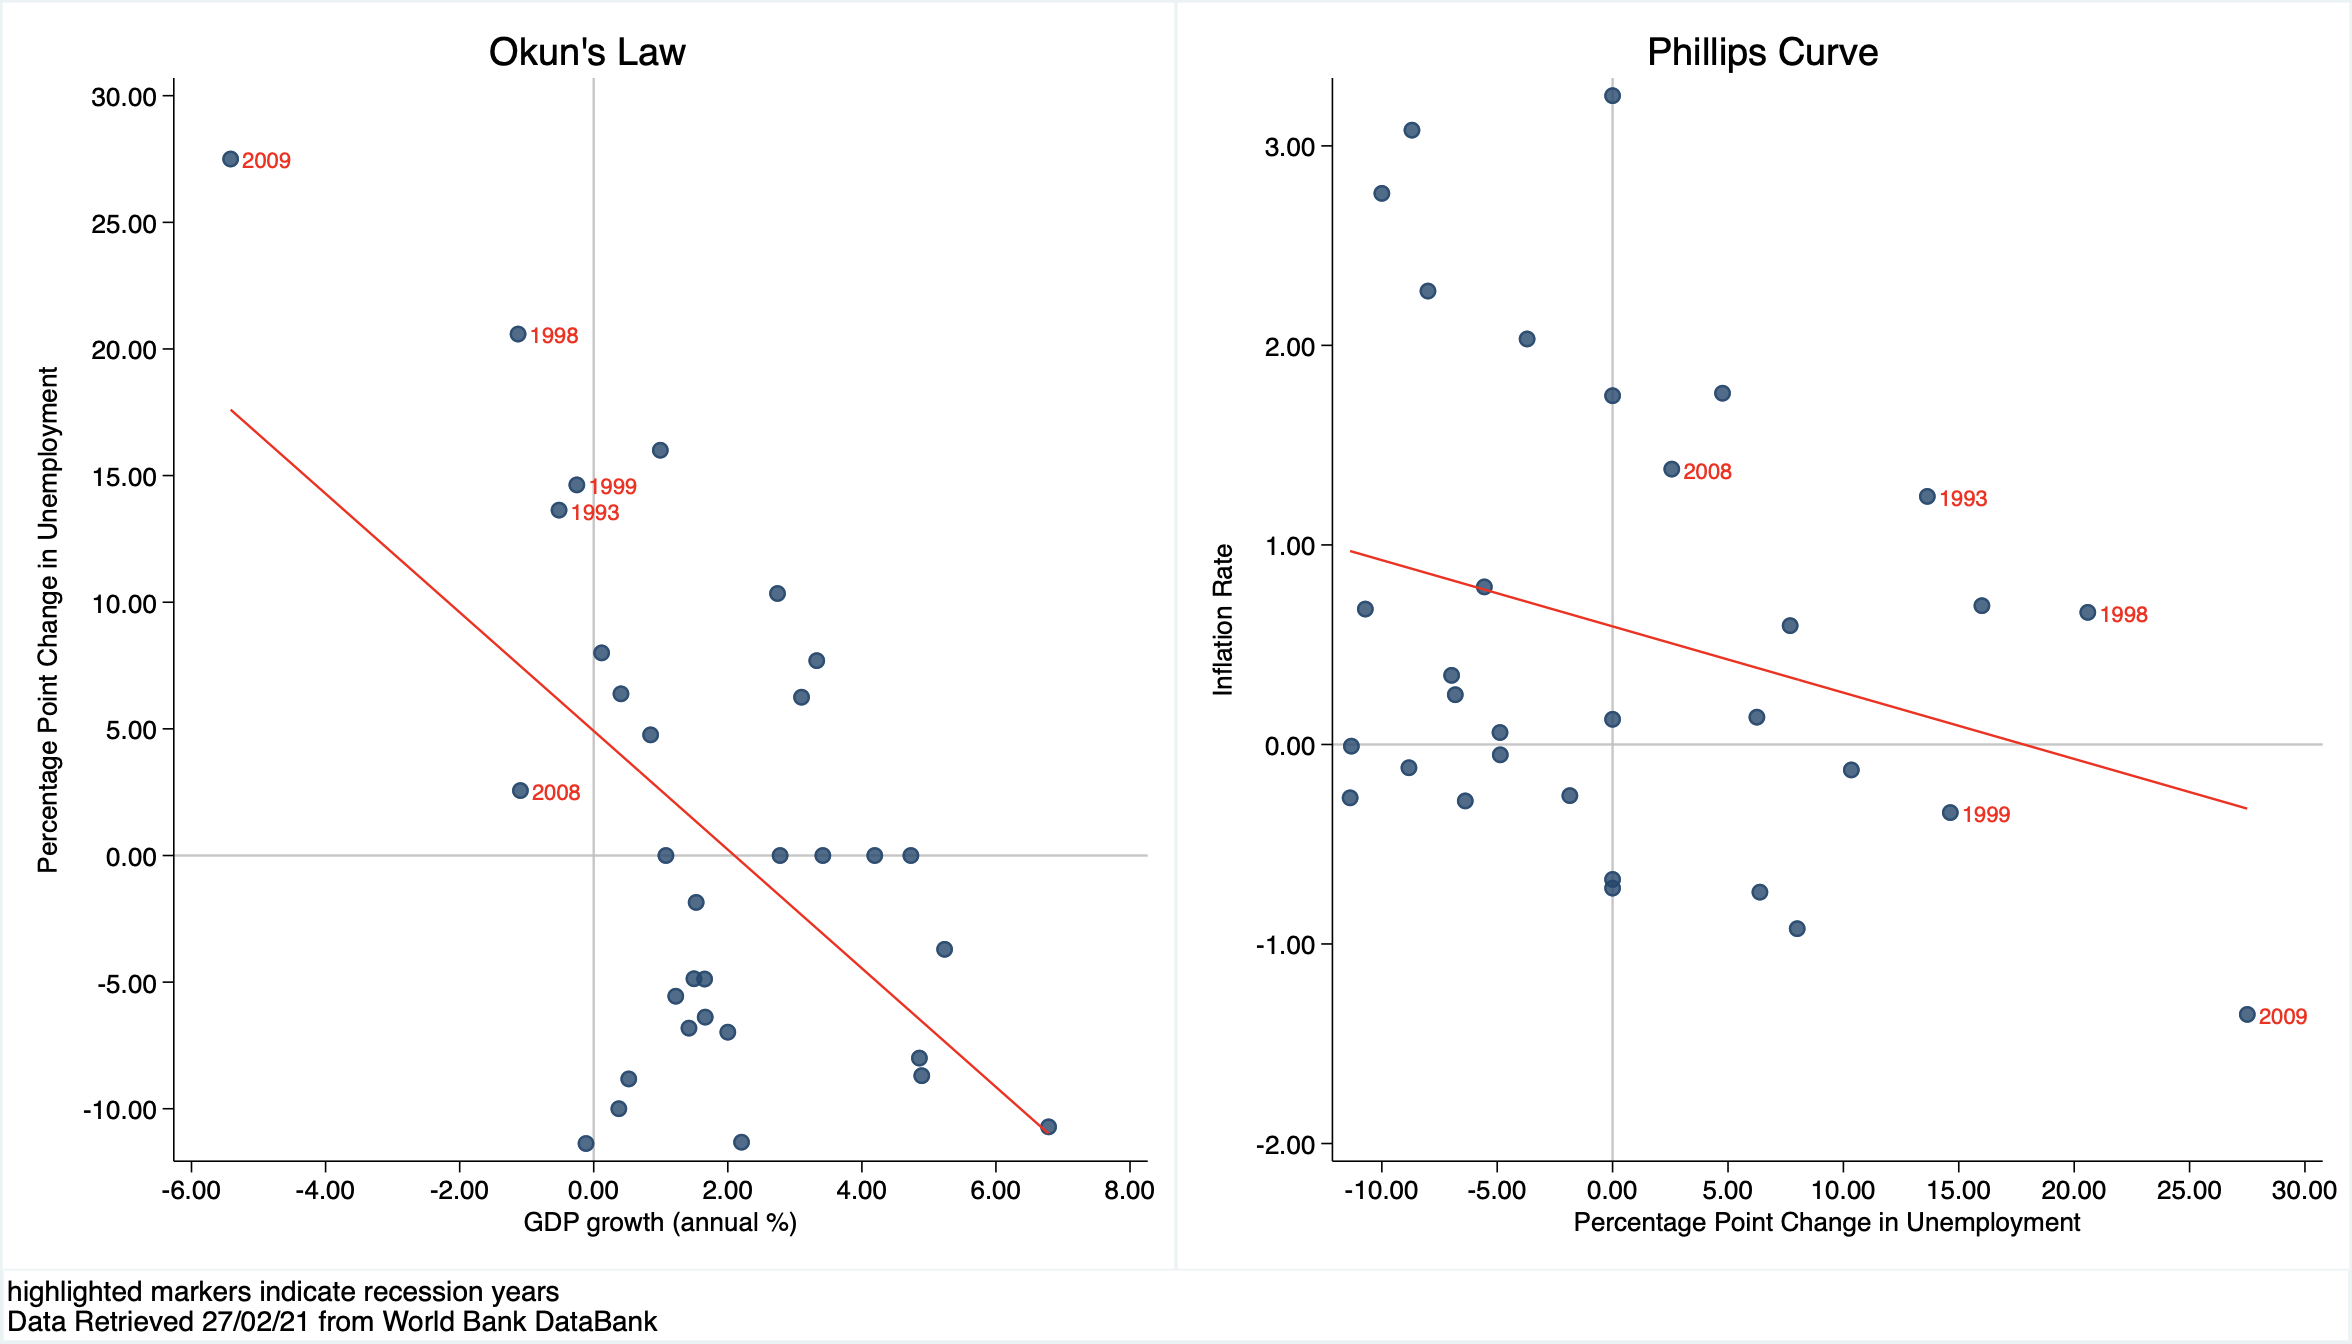 Okun's Law
30.00
25.00
20.00
15.00
10.00
5.00
0.00
-5.00
-10.00
Percentage Point Change in Unemployment
2009
1998
1999
1993
2008
-6.00 -4.00 -2.00 0.00 2.00 4.00 6.00 8.00
GDP growth (annual %)
Phillips Curve
3.00
2.00
1.00
0.00
-1.00
-2.00
Inflation Rate
2008
1993
1998
1999
2009
-10.00 -5.00 0.00 5.00 10.00 15.00 20.00 25.00 30.00
Percentage Point Change in Unemployment
highlighted markers indicate recession years
Data Retrieved 27/02/21 from World Bank DataBank